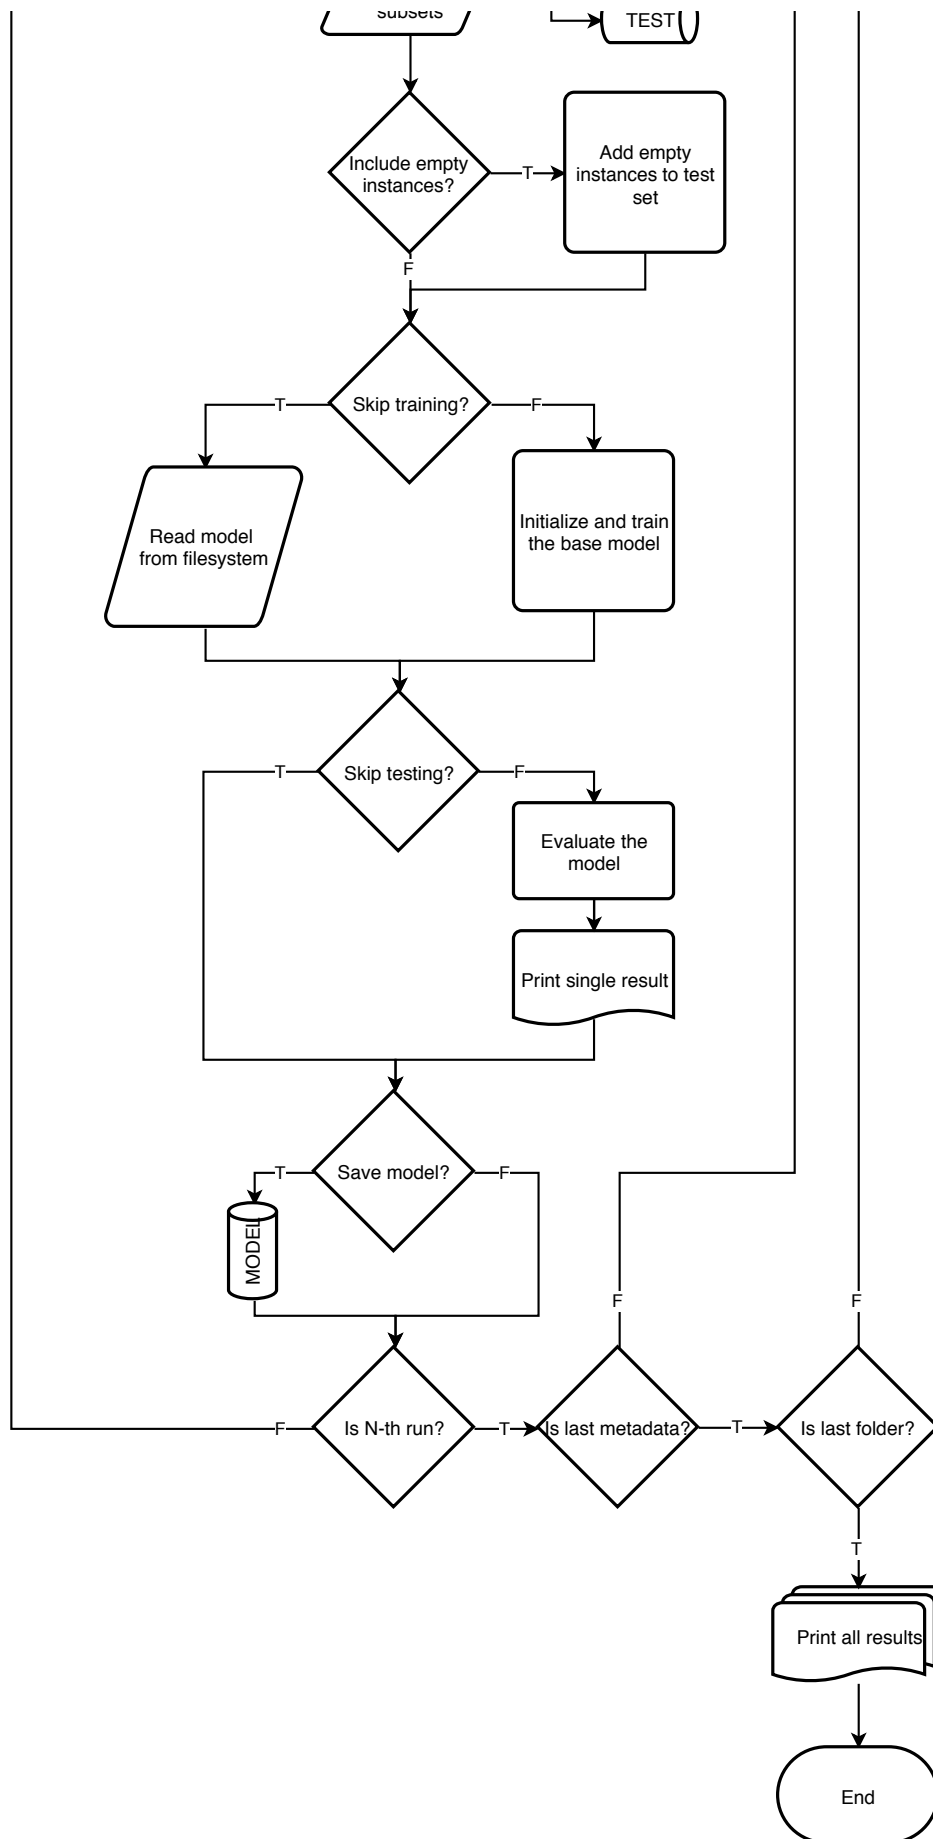 subsets
TEST
Include empty
instances?
T
Add empty
instances to test
set
F
Skip training?
T
F
Read model
from filesystem
Initialize and train
the base model
Skip testing?
T
F
Evaluate the
model
Print single result
Save model?
T
F
MODEL
F
F
Is N-th run?
F
T
Is last metadata?
T
Is last folder?
T
Print all results
End